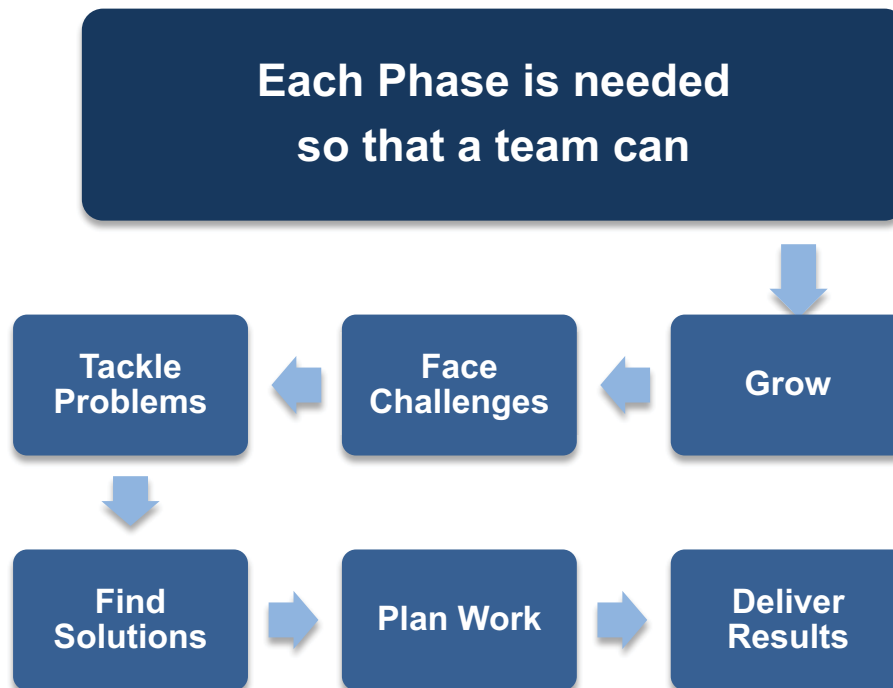 Each Phase is needed
so that a team can
Grow
Face
Challenges
Tackle
Problems
Find
Solutions
Plan Work
Deliver
Results